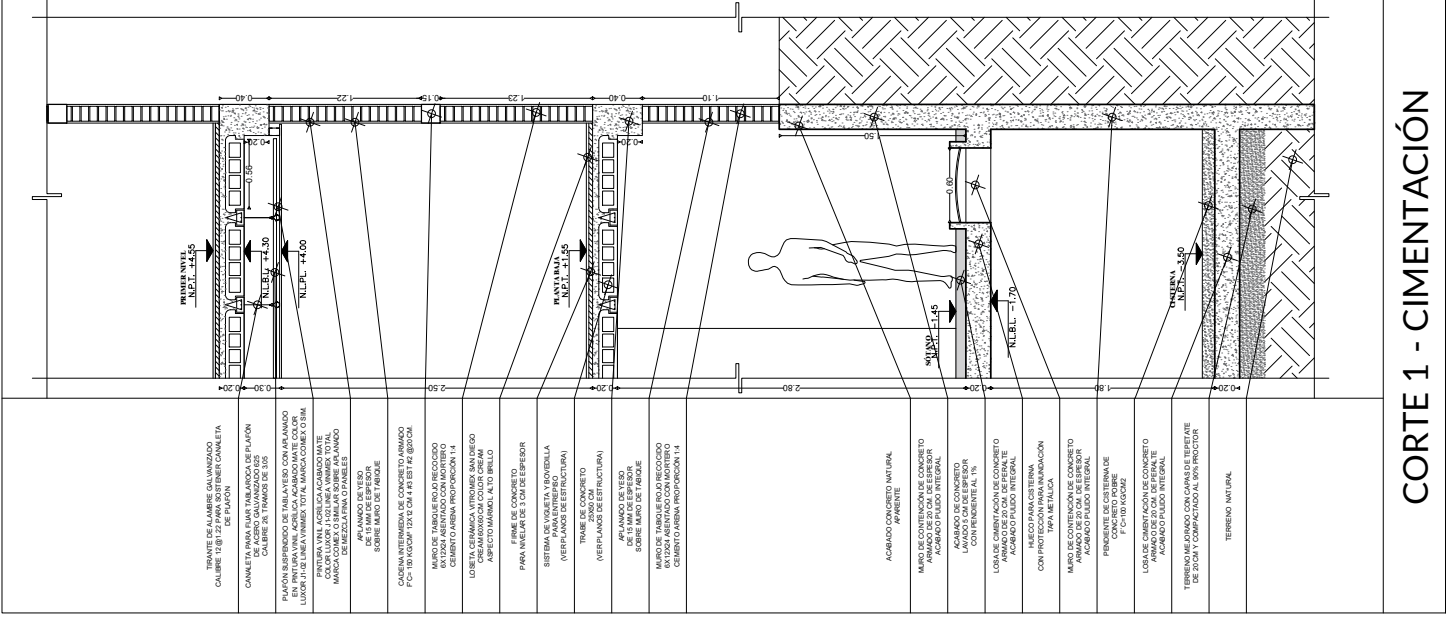 TIRANTE DE ALAMBRE GALVANIZADO
CALIBRE 12 @1.22 PARA SOSTENER CANALETA
DE PLAFÓN
CANALETA PARA FIJAR TABLAROCA DE PLAFÓN
DE ACERO GALVANIZADO 625
CALIBRE 26, TRAMOS DE 3.05
PLAFÓN SUSPENDIDO DE TABLAYESO CON APLANADO
EN PINTURA VINIL ACRÍLICA ACABADO MATE COLOR
LUXOR J1-02 LINEA VINIMEX TOTAL, MARCA COMEX O SIM.
PINTURA VINIL ACRÍLICA ACABADO MATE
COLOR LUXOR J1-02 LINEA VINIMEX TOTAL
MARCA COMEX O SIMILAR SOBRE APLANADO
DE MEZCLA FINA O PANELES
APLANADO DE YESO
DE 15 MM DE ESPESOR
SOBRE MURO DE TABIQUE
CADENA INTERMEDIA DE CONCRETO ARMADO
F'C= 150 KG/CM² 12X12 CM 4 #3 EST #2 @20CM.
MURO DE TABIQUE ROJO RECOCIDO
6X12X24 ASENTADO CON MORTERO
CEMENTO ARENA PROPORCIÓN 1:4
LOSETA CERÁMICA VITROMEX SAN DIEGO
CREAM 60X60 CM COLOR CREAM
ASPECTO MARMOL ALTO BRILLO
FIRME DE CONCRETO
PARA NIVELAR DE 3 CM DE ESPESOR
SISTEMA DE VIGUETA Y BOVEDILLA
PARA ENTREPISO
(VER PLANOS DE ESTRUCTURA)
TRABE DE CONCRETO
25X60 CM
(VER PLANOS DE ESTRUCTURA)
APLANADO DE YESO
DE 15 MM DE ESPESOR
SOBRE MURO DE TABIQUE
MURO DE TABIQUE ROJO RECOCIDO
6X12X24 ASENTADO CON MORTERO
CEMENTO ARENA PROPORCIÓN 1:4
ACABADO CONCRETO NATURAL
APARENTE
MURO DE CONTENCIÓN DE CONCRETO
ARMADO DE 20 CM. DE ESPESOR
ACABADO PULIDO INTEGRAL
ACABADO DE CONCRETO
LAVADO 5 CM DE ESPESOR
CON PENDIENTE AL 1%
LOSA DE CIMENTACIÓN DE CONCRETO
ARMADO DE 20 CM. DE PERALTE
ACABADO PULIDO INTEGRAL
HUECO PARA CISTERNA
CON PROTECCIÓN PARA INUNDACIÓN
TAPA METÁLICA
MURO DE CONTENCIÓN DE CONCRETO
ARMADO DE 20 CM. DE ESPESOR
ACABADO PULIDO INTEGRAL
PENDIENTE DE CISTERNA DE
CONCRETO POBRE
F´C=100 KG/CM2
LOSA DE CIMENTACIÓN DE CONCRETO
ARMADO DE 20 CM. DE PERALTE
ACABADO PULIDO INTEGRAL
TERRENO MEJORADO CON CAPAS DE TEPETATE
DE 20 CM Y COMPACTADO AL 90% PROCTOR
TERRENO NATURAL
0.20
0.30
2.50
0.20
2.80
0.20
1.80
0.20
PRIMER NIVEL
N.P.T. +4.55
N.L.B.L. +4.30
N.L.PL. +4.00
PLANTA BAJA
N.P.T. +1.55
SÓTANO
N.P.T. -1.45
N.L.B.L. -1.70
CISTERNA
N.P.T. -3.50
0.56
0.20
0.20
0.60
1.50
0.40
1.22
0.15
1.23
0.40
1.10
CORTE 1 - CIMENTACIÓN